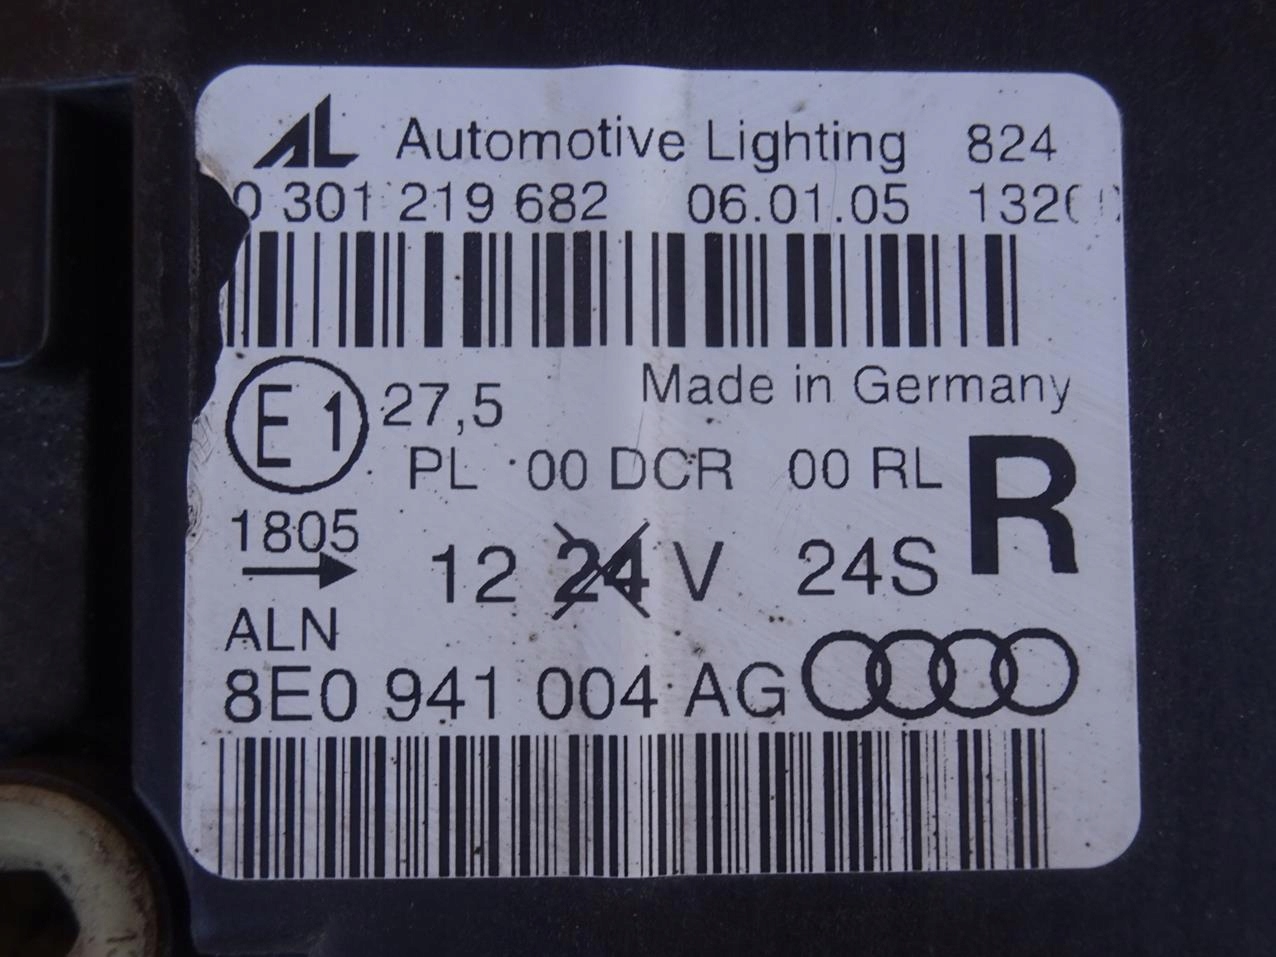 AL Automotive Lighting 824
0 301 219 682 06.01.05
E1 27,5 Made in Germany
PL 00 DCR 00 RL R
1805
12 24 V 24S
ALN
8E0 941 004 AG